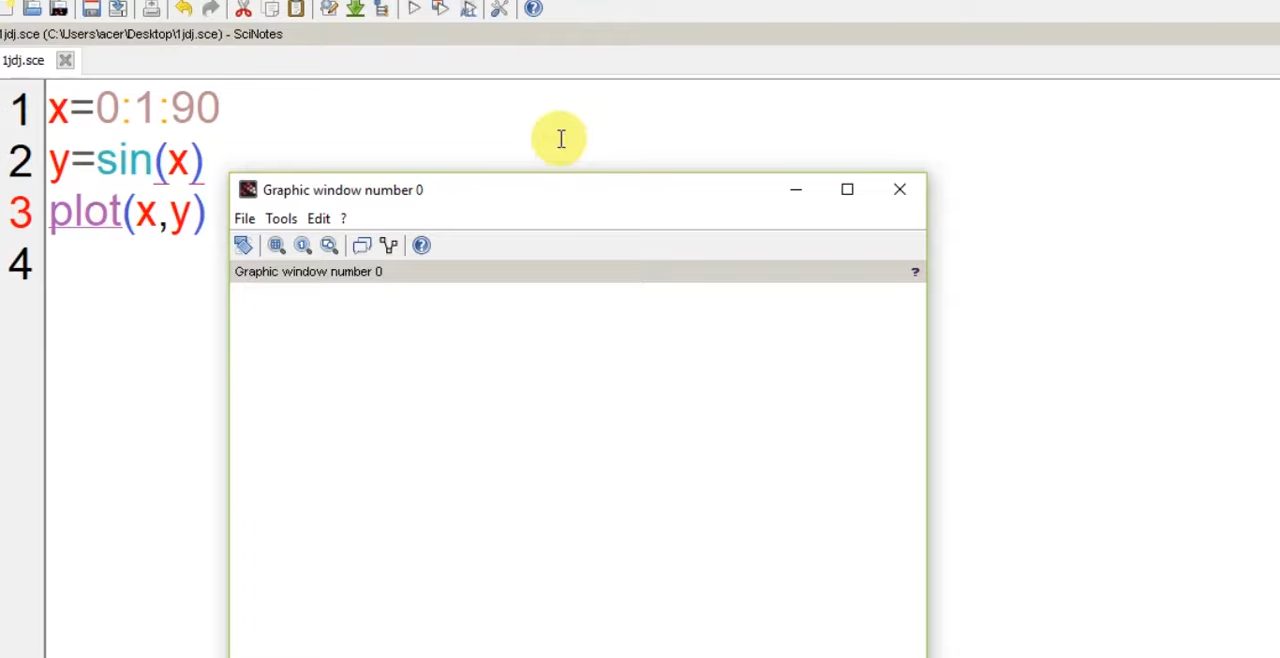 1jdj.sce (C:\Users\acer\Desktop\1jdj.sce) - SciNotes
1jdj.sce
1 x=0:1:90
2 y=sin(x)
3 plot(x,y)
4
Graphic window number 0
File Tools Edit ?
Graphic window number 0 ?